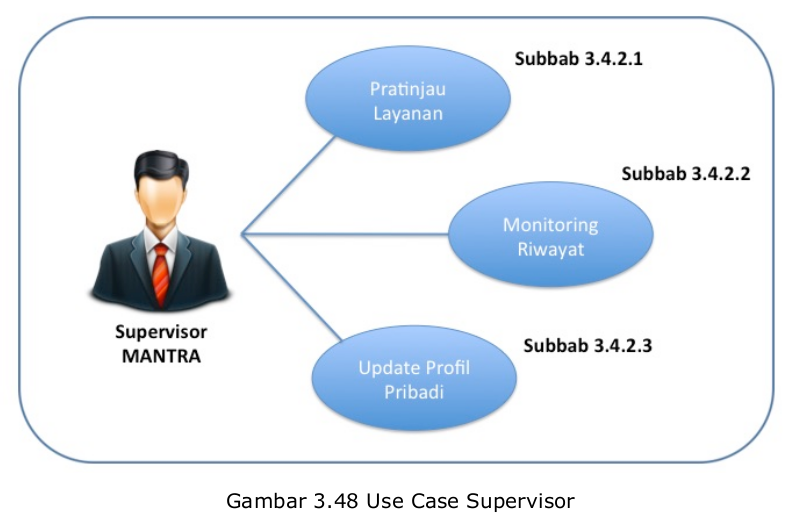 Subbab 3.4.2.1
Pratinjau
Layanan
Subbab 3.4.2.2
Monitoring
Riwayat
Supervisor
MANTRA
Subbab 3.4.2.3
Update Profil
Pribadi
Gambar 3.48 Use Case Supervisor